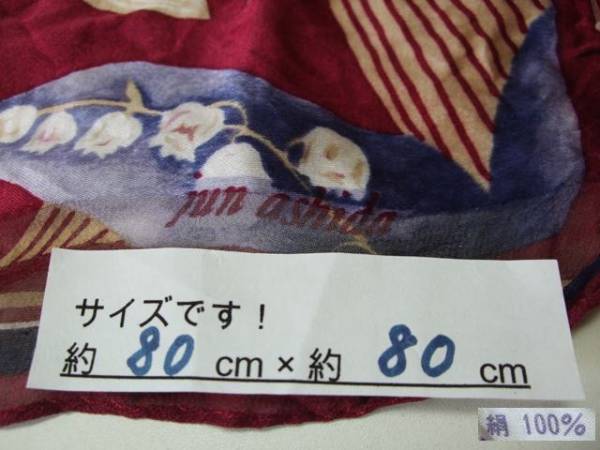 jun ashida
サイズです!
約 80 cm × 約 80 cm
絹 100%